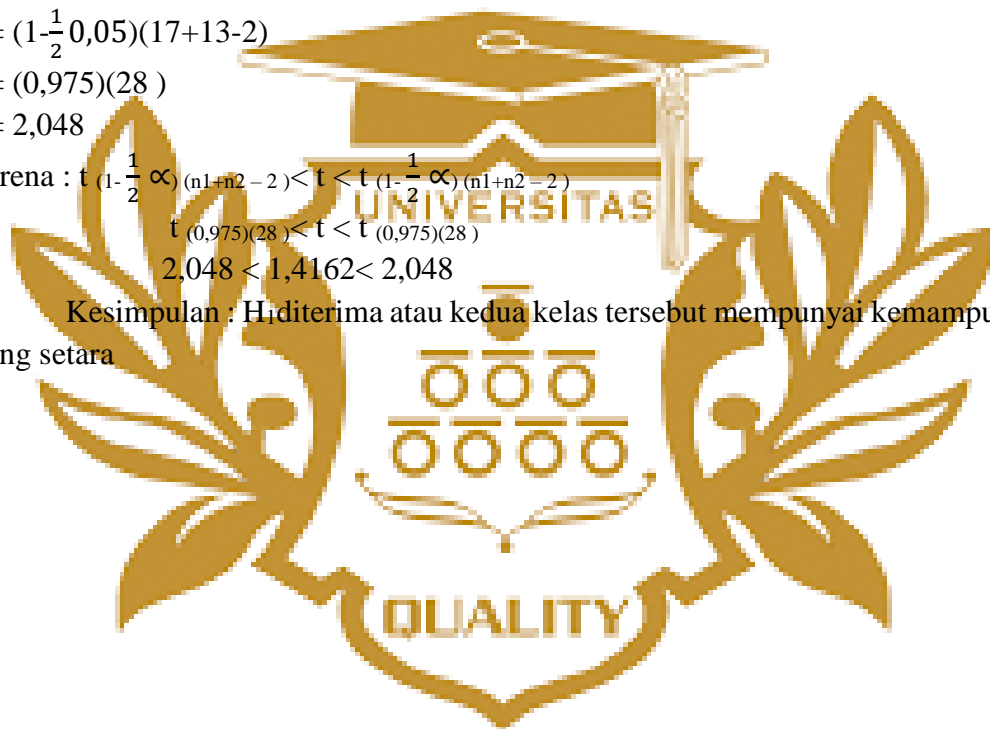 = (1-1/2 0,05)(17+13-2)
= (0,975)(28 )
= 2,048
rena : t (1- 1/2 ∝) (n1+n2 – 2 )< t < t (1- 1/2 ∝) (n1+n2 – 2 )
UNIVERSITAS
t (0,975)(28 )< t < t (0,975)(28 )
2,048 < 1,4162< 2,048
Kesimpulan : H1diterima atau kedua kelas tersebut mempunyai kemampu
ng setara
QUALITY